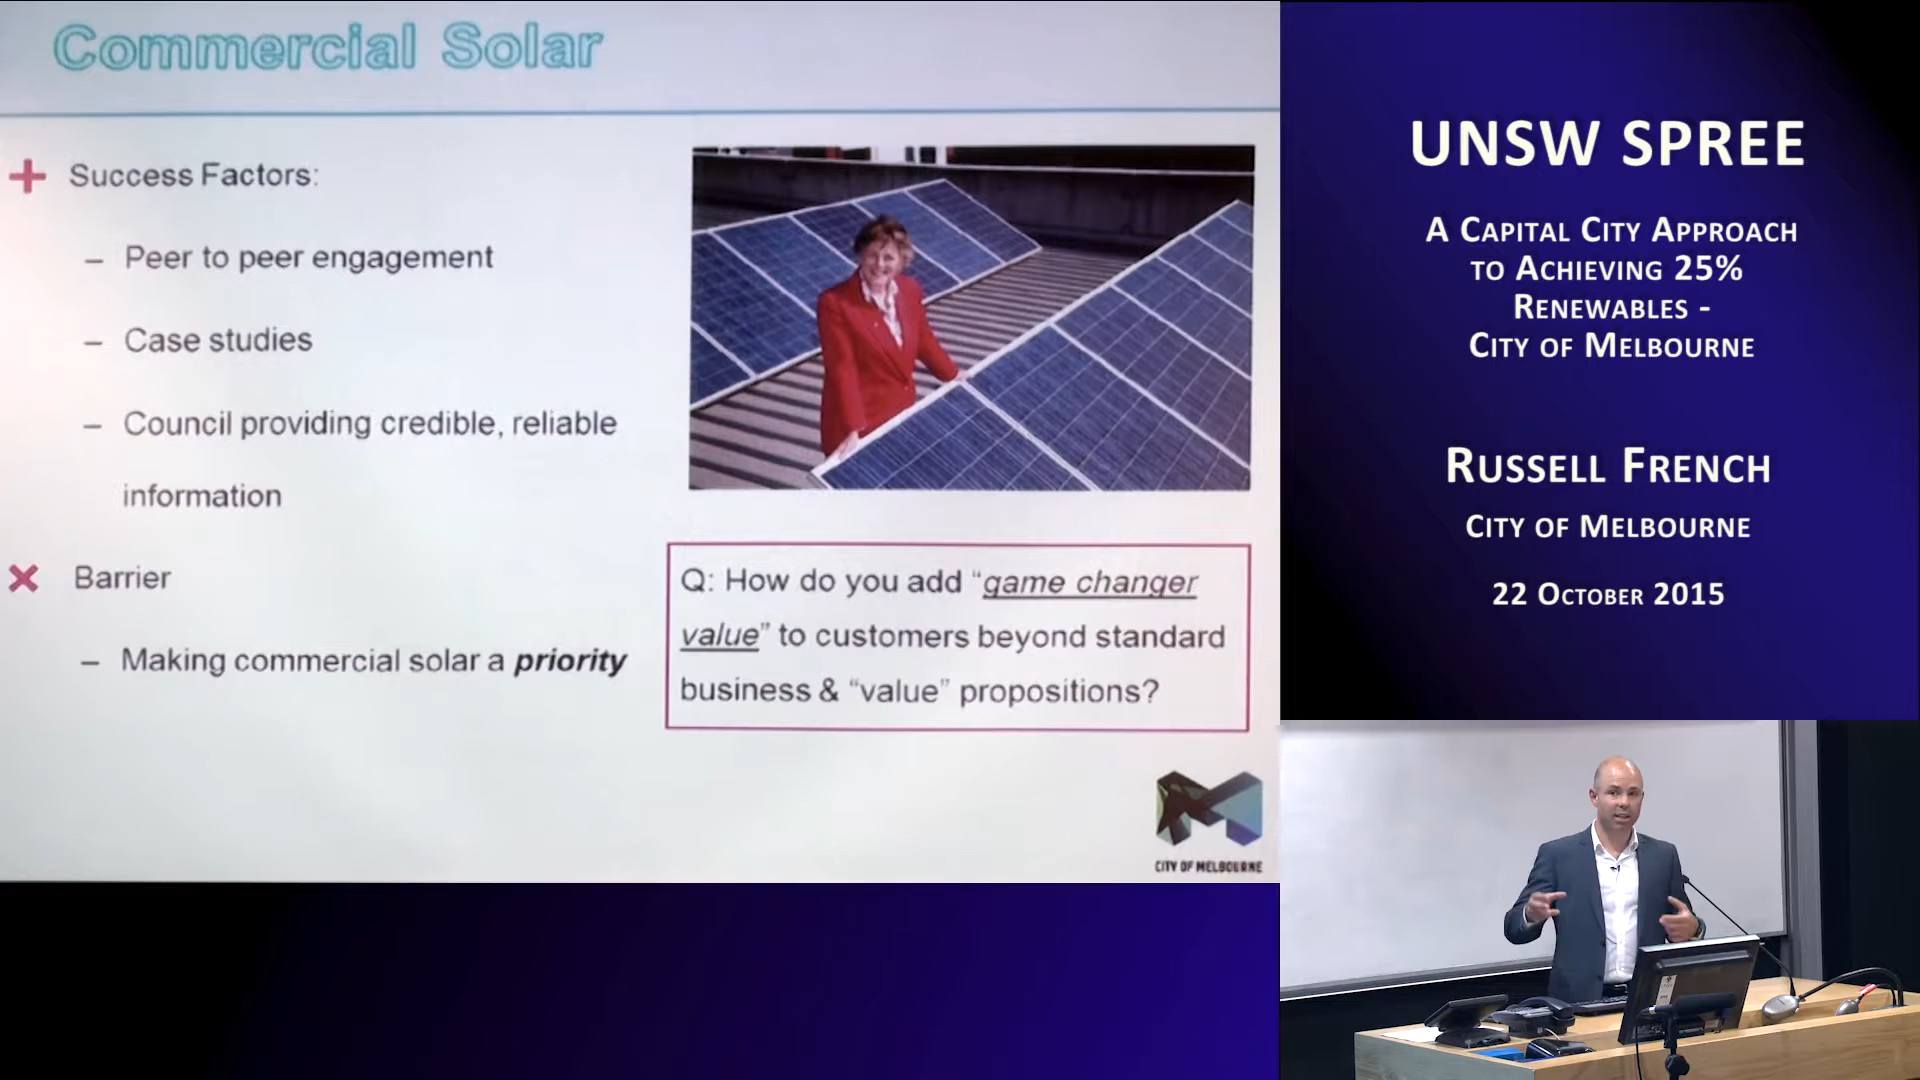 Commercial Solar
+ Success Factors:
– Peer to peer engagement
– Case studies
– Council providing credible, reliable
information
× Barrier
– Making commercial solar a priority
Q: How do you add “game changer
value” to customers beyond standard
business & “value” propositions?
CITY OF MELBOURNE
UNSW SPREE
A CAPITAL CITY APPROACH
TO ACHIEVING 25%
RENEWABLES -
CITY OF MELBOURNE
RUSSELL FRENCH
CITY OF MELBOURNE
22 OCTOBER 2015